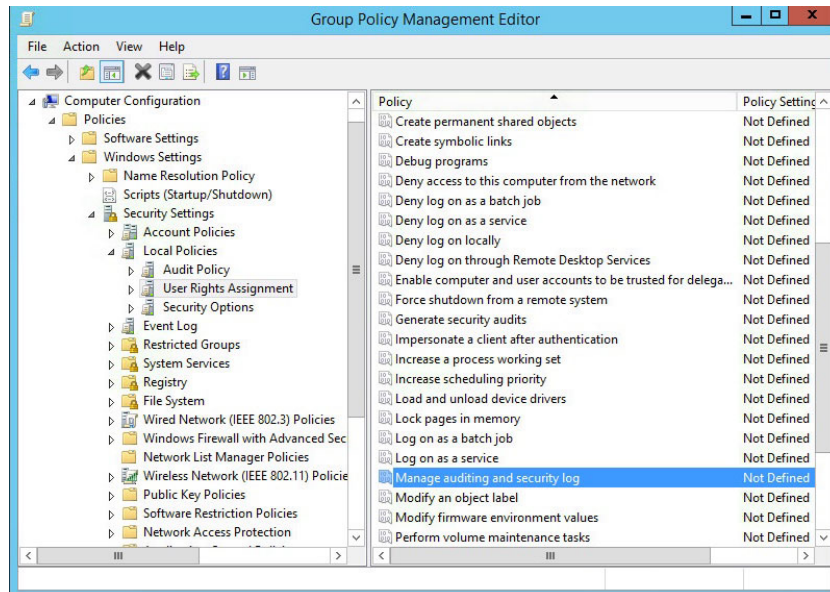 Group Policy Management Editor
File Action View Help
Computer Configuration
Policies
Software Settings
Windows Settings
Name Resolution Policy
Scripts (Startup/Shutdown)
Security Settings
Account Policies
Local Policies
Audit Policy
User Rights Assignment
Security Options
Event Log
Restricted Groups
System Services
Registry
File System
Wired Network (IEEE 802.3) Policies
Windows Firewall with Advanced Sec
Network List Manager Policies
Wireless Network (IEEE 802.11) Policie
Public Key Policies
Software Restriction Policies
Network Access Protection
Policy Policy Setting
Create permanent shared objects Not Defined
Create symbolic links Not Defined
Debug programs Not Defined
Deny access to this computer from the network Not Defined
Deny log on as a batch job Not Defined
Deny log on as a service Not Defined
Deny log on locally Not Defined
Deny log on through Remote Desktop Services Not Defined
Enable computer and user accounts to be trusted for delega... Not Defined
Force shutdown from a remote system Not Defined
Generate security audits Not Defined
Impersonate a client after authentication Not Defined
Increase a process working set Not Defined
Increase scheduling priority Not Defined
Load and unload device drivers Not Defined
Lock pages in memory Not Defined
Log on as a batch job Not Defined
Log on as a service Not Defined
Manage auditing and security log Not Defined
Modify an object label Not Defined
Modify firmware environment values Not Defined
Perform volume maintenance tasks Not Defined